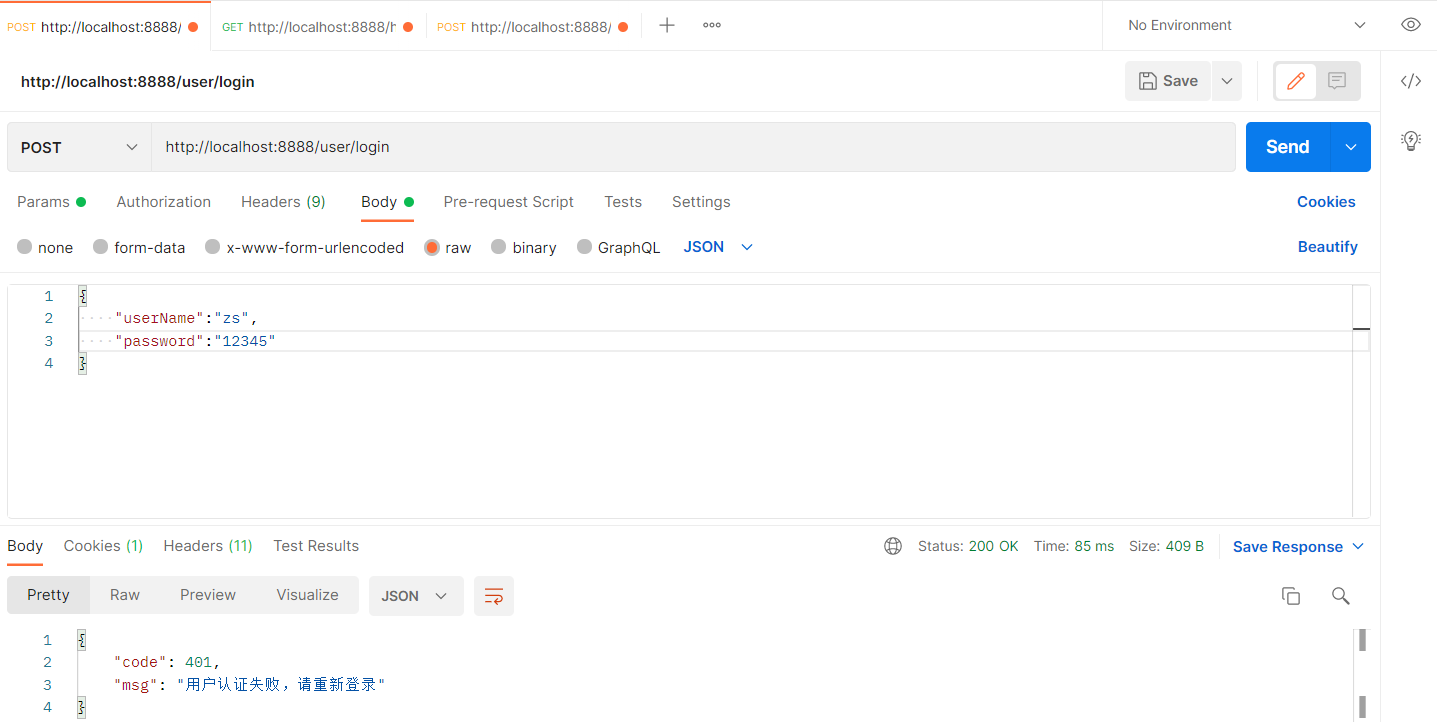 POST http://localhost:8888/ GET http://localhost:8888/h POST http://localhost:8888/ No Environment
http://localhost:8888/user/login Save
POST http://localhost:8888/user/login Send
Params Authorization Headers (9) Body Pre-request Script Tests Settings Cookies
none form-data x-www-form-urlencoded raw binary GraphQL JSON Beautify
1 {
2 "userName":"zs",
3 "password":"12345"
4 }
Body Cookies (1) Headers (11) Test Results Status: 200 OK Time: 85 ms Size: 409 B Save Response
Pretty Raw Preview Visualize JSON
1 {
2 "code": 401,
3 "msg": "用户认证失败，请重新登录"
4 }